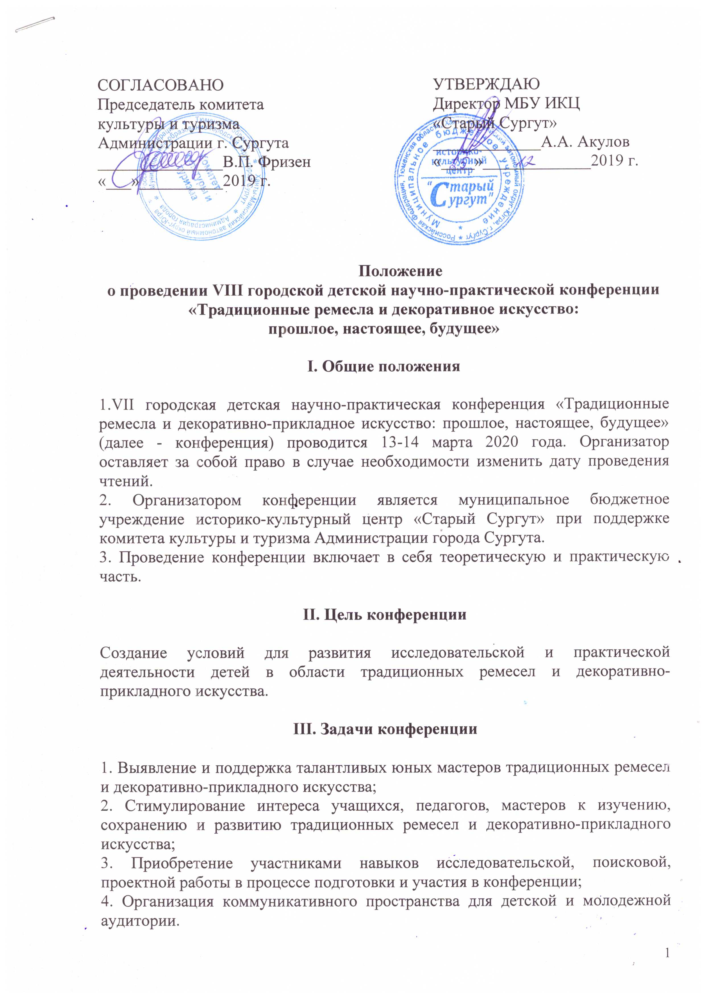 СОГЛАСОВАНО
Председатель комитета
культуры и туризма
Администрации г. Сургута
_______________В.П. Фризен
«___»__________2019 г.
УТВЕРЖДАЮ
Директор МБУ ИКЦ
«Старый Сургут»
_____________А.А. Акулов
«____»_____12________2019 г.
историко-
культурный
центр
"Старый
Сургут"
Муниципальное бюджетное учреждение
Положение
о проведении VIII городской детской научно-практической конференции
«Традиционные ремесла и декоративное искусство:
прошлое, настоящее, будущее»
I. Общие положения
1.VII городская детская научно-практическая конференция «Традиционные
ремесла и декоративно-прикладное искусство: прошлое, настоящее, будущее»
(далее - конференция) проводится 13-14 марта 2020 года. Организатор
оставляет за собой право в случае необходимости изменить дату проведения
чтений.
2. Организатором конференции является муниципальное бюджетное
учреждение историко-культурный центр «Старый Сургут» при поддержке
комитета культуры и туризма Администрации города Сургута.
3. Проведение конференции включает в себя теоретическую и практическую
часть.
II. Цель конференции
Создание условий для развития исследовательской и практической
деятельности детей в области традиционных ремесел и декоративно-
прикладного искусства.
III. Задачи конференции
1. Выявление и поддержка талантливых юных мастеров традиционных ремесел
и декоративно-прикладного искусства;
2. Стимулирование интереса учащихся, педагогов, мастеров к изучению,
сохранению и развитию традиционных ремесел и декоративно-прикладного
искусства;
3. Приобретение участниками навыков исследовательской, поисковой,
проектной работы в процессе подготовки и участия в конференции;
4. Организация коммуникативного пространства для детской и молодежной
аудитории.
1